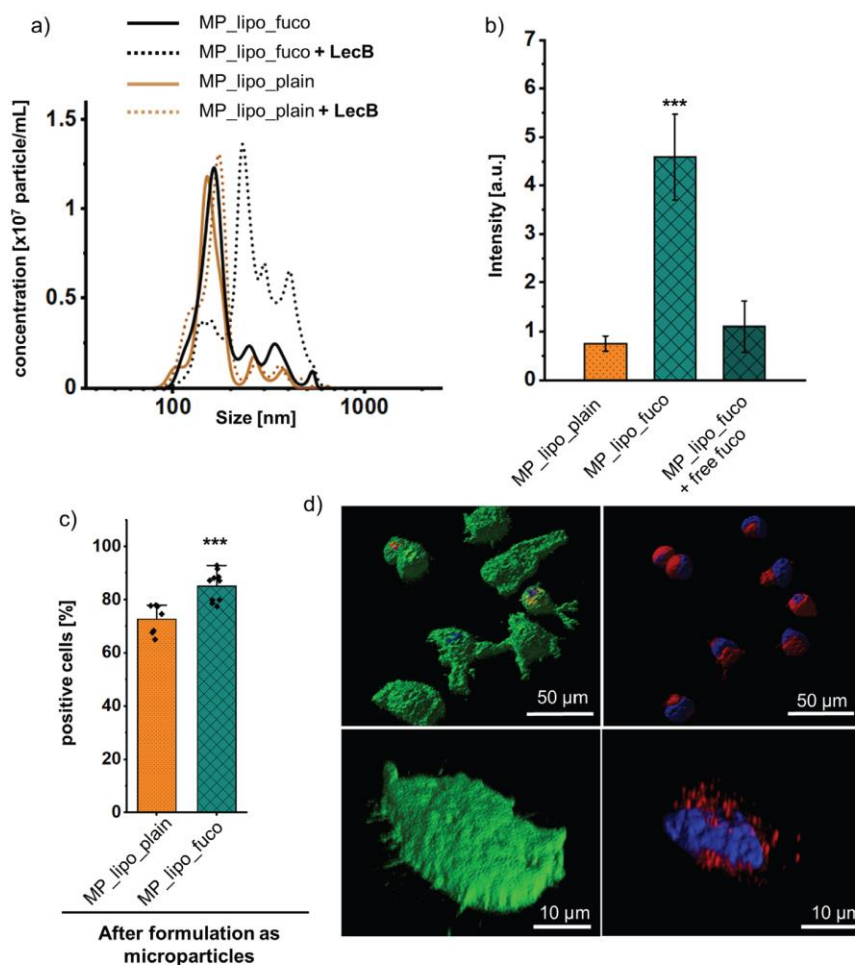 a)
MP_lipo_fuco
MP_lipo_fuco + LecB
MP_lipo_plain
MP_lipo_plain + LecB
concentration [x10⁷ particle/mL]
1.5
1
0.5
0
100
1000
Size [nm]
b)
Intensity [a.u.]
7
6
5
4
3
2
1
0
***
MP_lipo_plain
MP_lipo_fuco
MP_lipo_fuco
+ free fuco
c)
positive cells [%]
100
80
60
40
20
0
***
MP_lipo_plain
MP_lipo_fuco
After formulation as
microparticles
d)
50 µm
50 µm
10 µm
10 µm